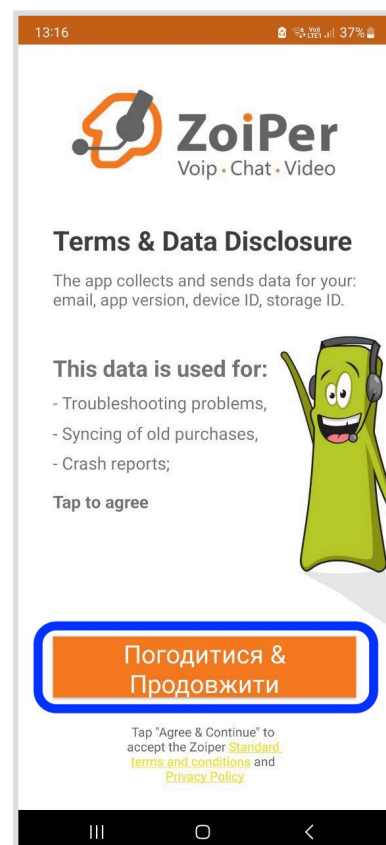 13:16
Vo0 LTE1 37%
ZoiPer
Voip · Chat · Video
Terms & Data Disclosure
The app collects and sends data for your:
email, app version, device ID, storage ID.
This data is used for:
- Troubleshooting problems,
- Syncing of old purchases,
- Crash reports;
Tap to agree
Погодитися &
Продовжити
Tap "Agree & Continue" to
accept the Zoiper Standard
terms and conditions and
Privacy Policy